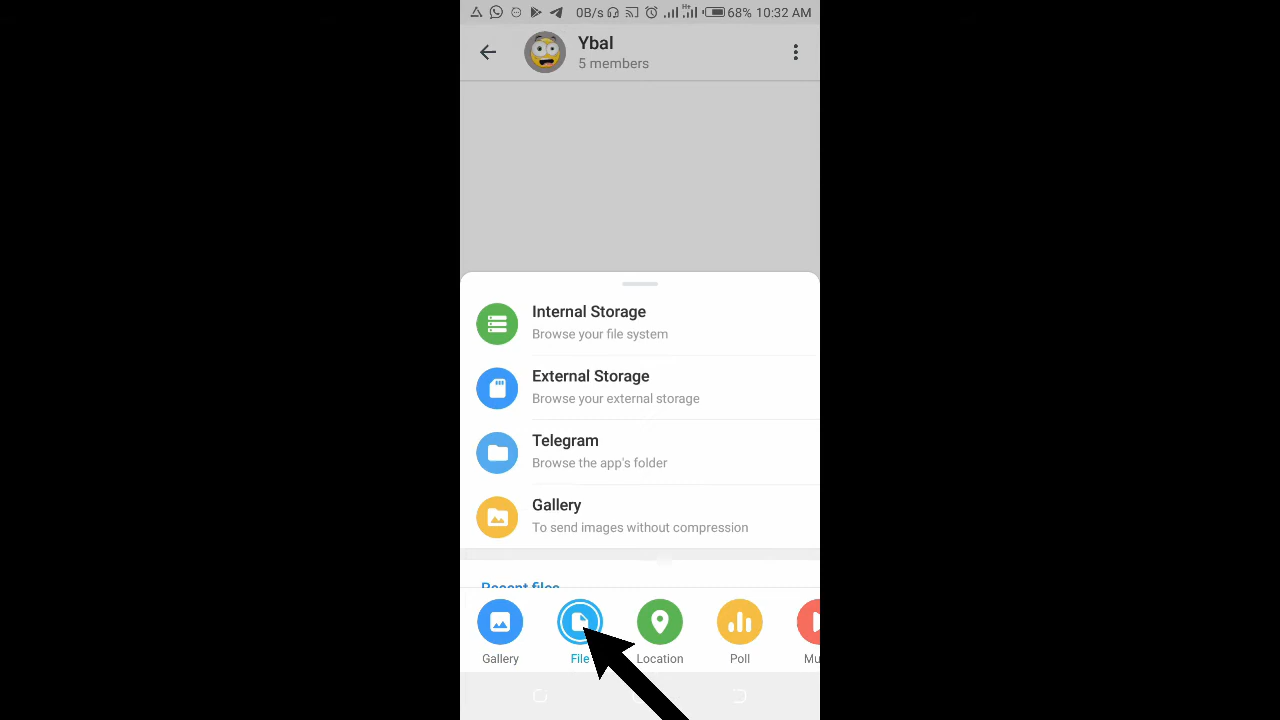 0B/s 68% 10:32 AM
Ybal
5 members
Internal Storage
Browse your file system
External Storage
Browse your external storage
Telegram
Browse the app's folder
Gallery
To send images without compression
Recent files
Gallery File Location Poll Mu